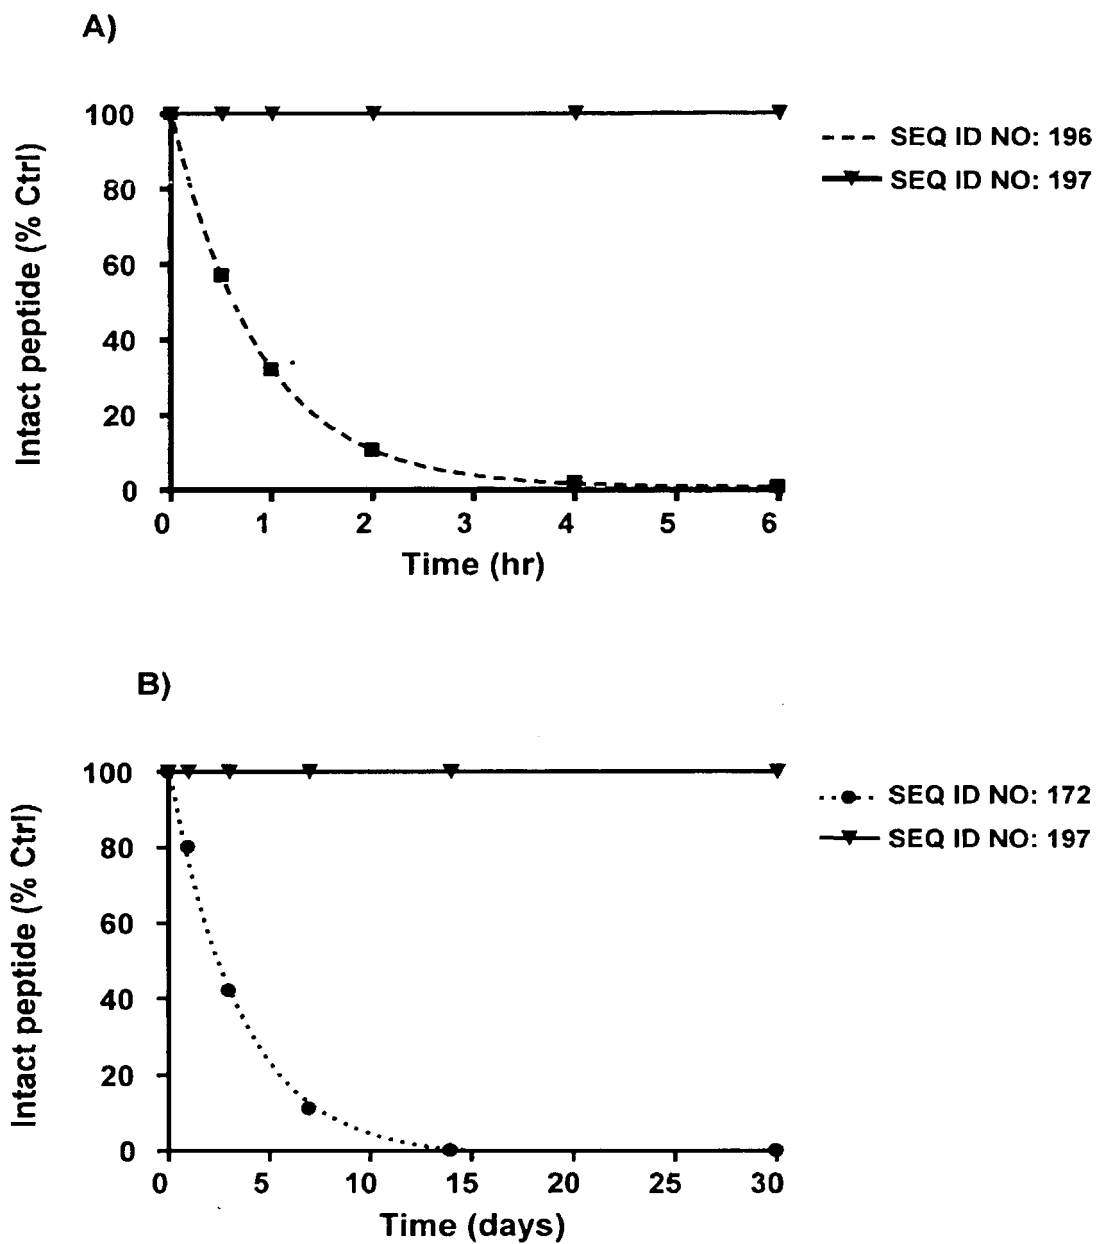 A)
Intact peptide (% Ctrl)
100
80
60
40
20
0
0 1 2 3 4 5 6
Time (hr)
SEQ ID NO: 196
SEQ ID NO: 197
B)
Intact peptide (% Ctrl)
100
80
60
40
20
0
0 5 10 15 20 25 30
Time (days)
SEQ ID NO: 172
SEQ ID NO: 197